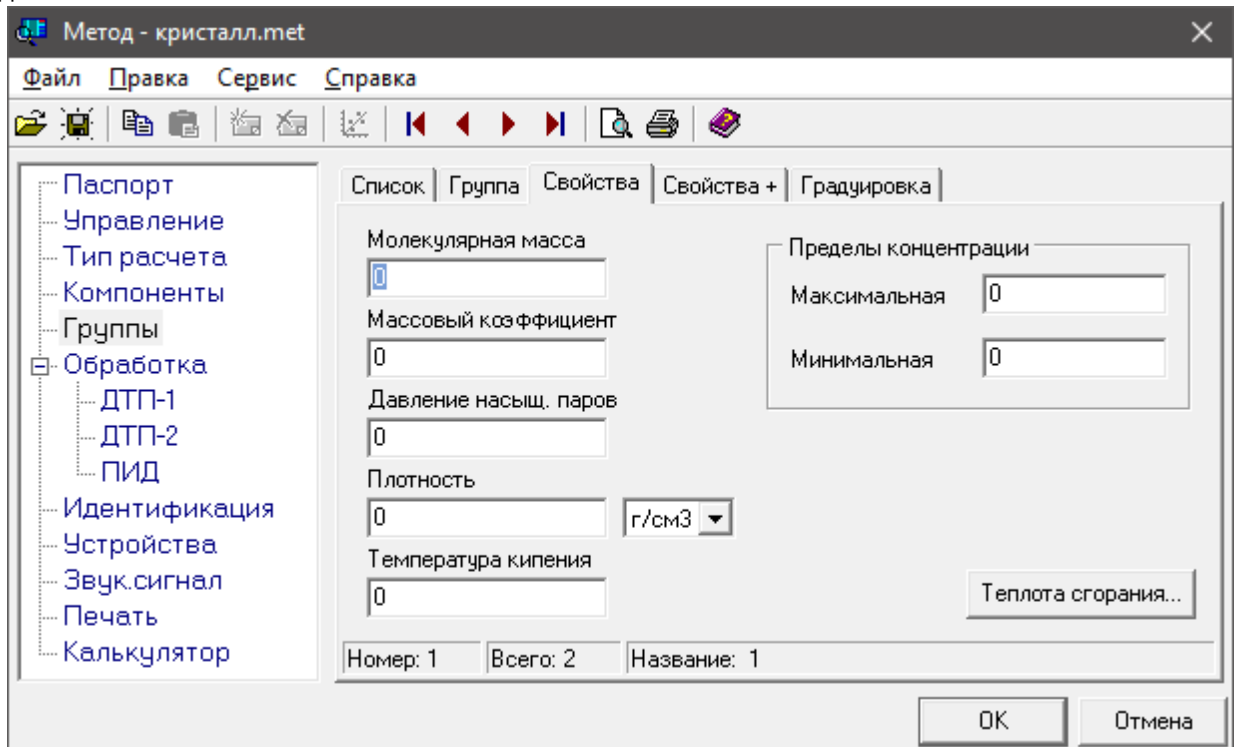 Метод - кристалл.met
Файл Правка Сервис Справка
Паспорт
Управление
Тип расчета
Компоненты
Группы
Обработка
ДТП-1
ДТП-2
ПИД
Идентификация
Устройства
Звук.сигнал
Печать
Калькулятор
Список Группа Свойства Свойства + Градуировка
Молекулярная масса
0
Массовый коэффициент
0
Давление насыщ. паров
0
Плотность
0 г/см3
Температура кипения
0
Пределы концентрации
Максимальная 0
Минимальная 0
Теплота сгорания...
Номер: 1 Всего: 2 Название: 1
OK Отмена